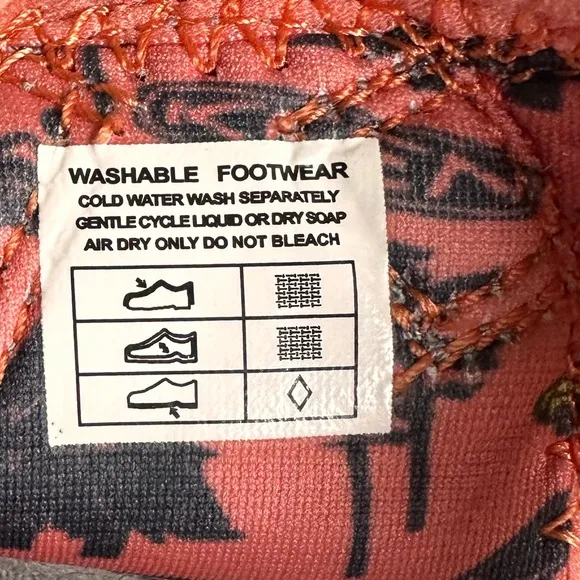 WASHABLE FOOTWEAR
COLD WATER WASH SEPARATELY
GENTLE CYCLE LIQUID OR DRY SOAP
AIR DRY ONLY DO NOT BLEACH